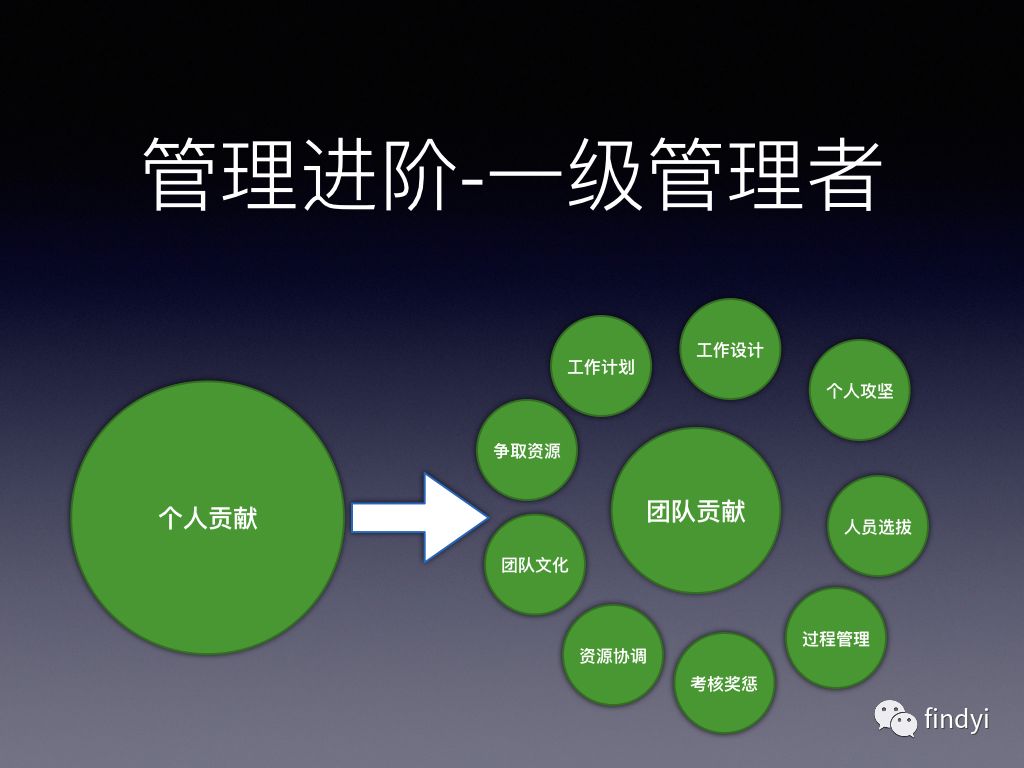 管理进阶-一级管理者
工作设计
工作计划
个人攻坚
争取资源
个人贡献
团队贡献
人员选拔
团队文化
过程管理
资源协调
考核奖惩
findyi